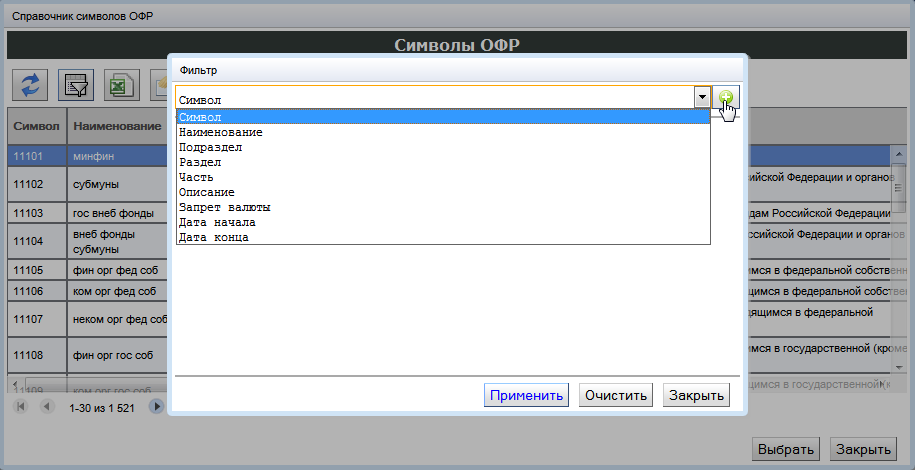 Справочник символов ОФР
Символы ОФР
Фильтр
Символ
Символ
Наименование
Подраздел
Раздел
Часть
Описание
Запрет валюты
Дата начала
Дата конца
Символ Наименование
11101 минфин
11102 субмуны ийской Федерации и органов
11103 гос внеб фонды дам Российской Федерации
11104 внеб фонды субмуны ссийской Федерации и органов
11105 фин орг фед соб имся в федеральной собственн
11106 ком орг фед соб щимся в федеральной собствен
11107 неком орг фед соб дящимся в федеральной
11108 фин орг гос соб имся в государственной (кроме
11109 ком орг гос соб щимся в государственной (к
1-30 из 1 521
Применить Очистить Закрыть
Выбрать Закрыть